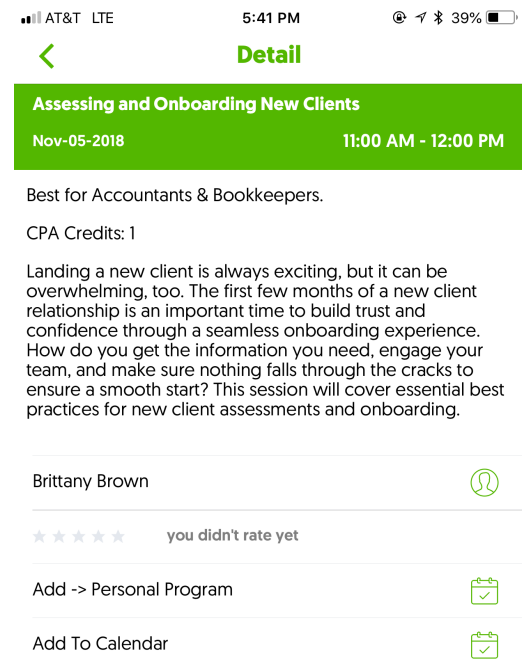 AT&T LTE 5:41 PM 39%
Detail
Assessing and Onboarding New Clients
Nov-05-2018 11:00 AM - 12:00 PM
Best for Accountants & Bookkeepers.
CPA Credits: 1
Landing a new client is always exciting, but it can be
overwhelming, too. The first few months of a new client
relationship is an important time to build trust and
confidence through a seamless onboarding experience.
How do you get the information you need, engage your
team, and make sure nothing falls through the cracks to
ensure a smooth start? This session will cover essential best
practices for new client assessments and onboarding.
Brittany Brown
you didn't rate yet
Add -> Personal Program
Add To Calendar